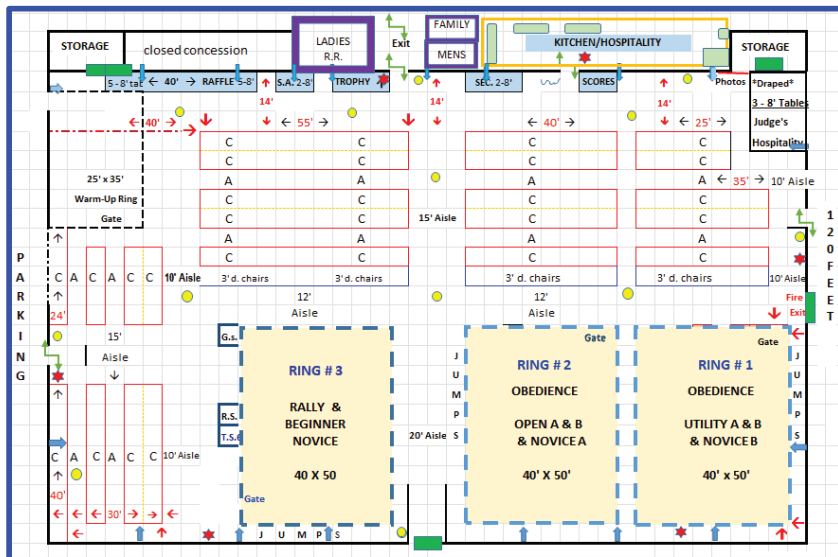 STORAGE
closed concession
LADIES
R.R.
Exit
FAMILY
MENS
KITCHEN/HOSPITALITY
STORAGE
5 - 8' tab
40'
RAFFLE 5-8'
S.A. 2-8'
TROPHY
SEC. 2-8'
SCORES
Photos
*Draped*
3 - 8' Tables
Judge's
Hospitality
14'
14'
14'
40'
55'
40'
25'
C C
C C
A A
C C
C C
A A
C C
C
C
A
C
C
A
C
C
C
A
C
C
A
C
35'
10' Aisle
25' x 35'
Warm-Up Ring
Gate
15' Aisle
PARKING
120FEET
C A C A C C
10' Aisle
3' d. chairs
3' d. chairs
3' d. chairs
3' d. chairs
10' Aisle
12'
Aisle
12'
Aisle
Fire
Exit
24'
15'
Aisle
G.s.
R.S.
RING # 3
RALLY &
BEGINNER
NOVICE
40 X 50
Gate
JUMPS
20' Aisle
Gate
RING # 2
OBEDIENCE
OPEN A & B
& NOVICE A
40' X 50'
Gate
RING # 1
OBEDIENCE
UTILITY A & B
& NOVICE B
40' x 50'
JUMPS
C A C A C C
10' Aisle
40'
30'
J U M P S